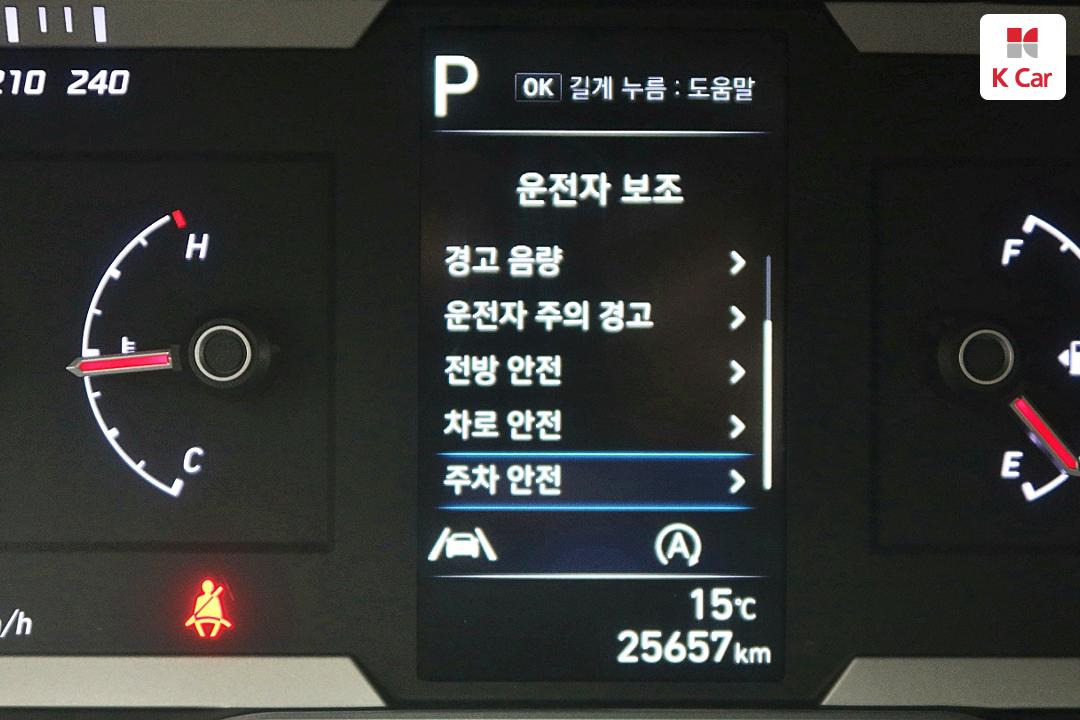 K Car
210 240
P
OK 길게 누름 : 도움말
운전자 보조
경고 음량
운전자 주의 경고
전방 안전
차로 안전
주차 안전
H
C
F
E
A
15℃
25657km